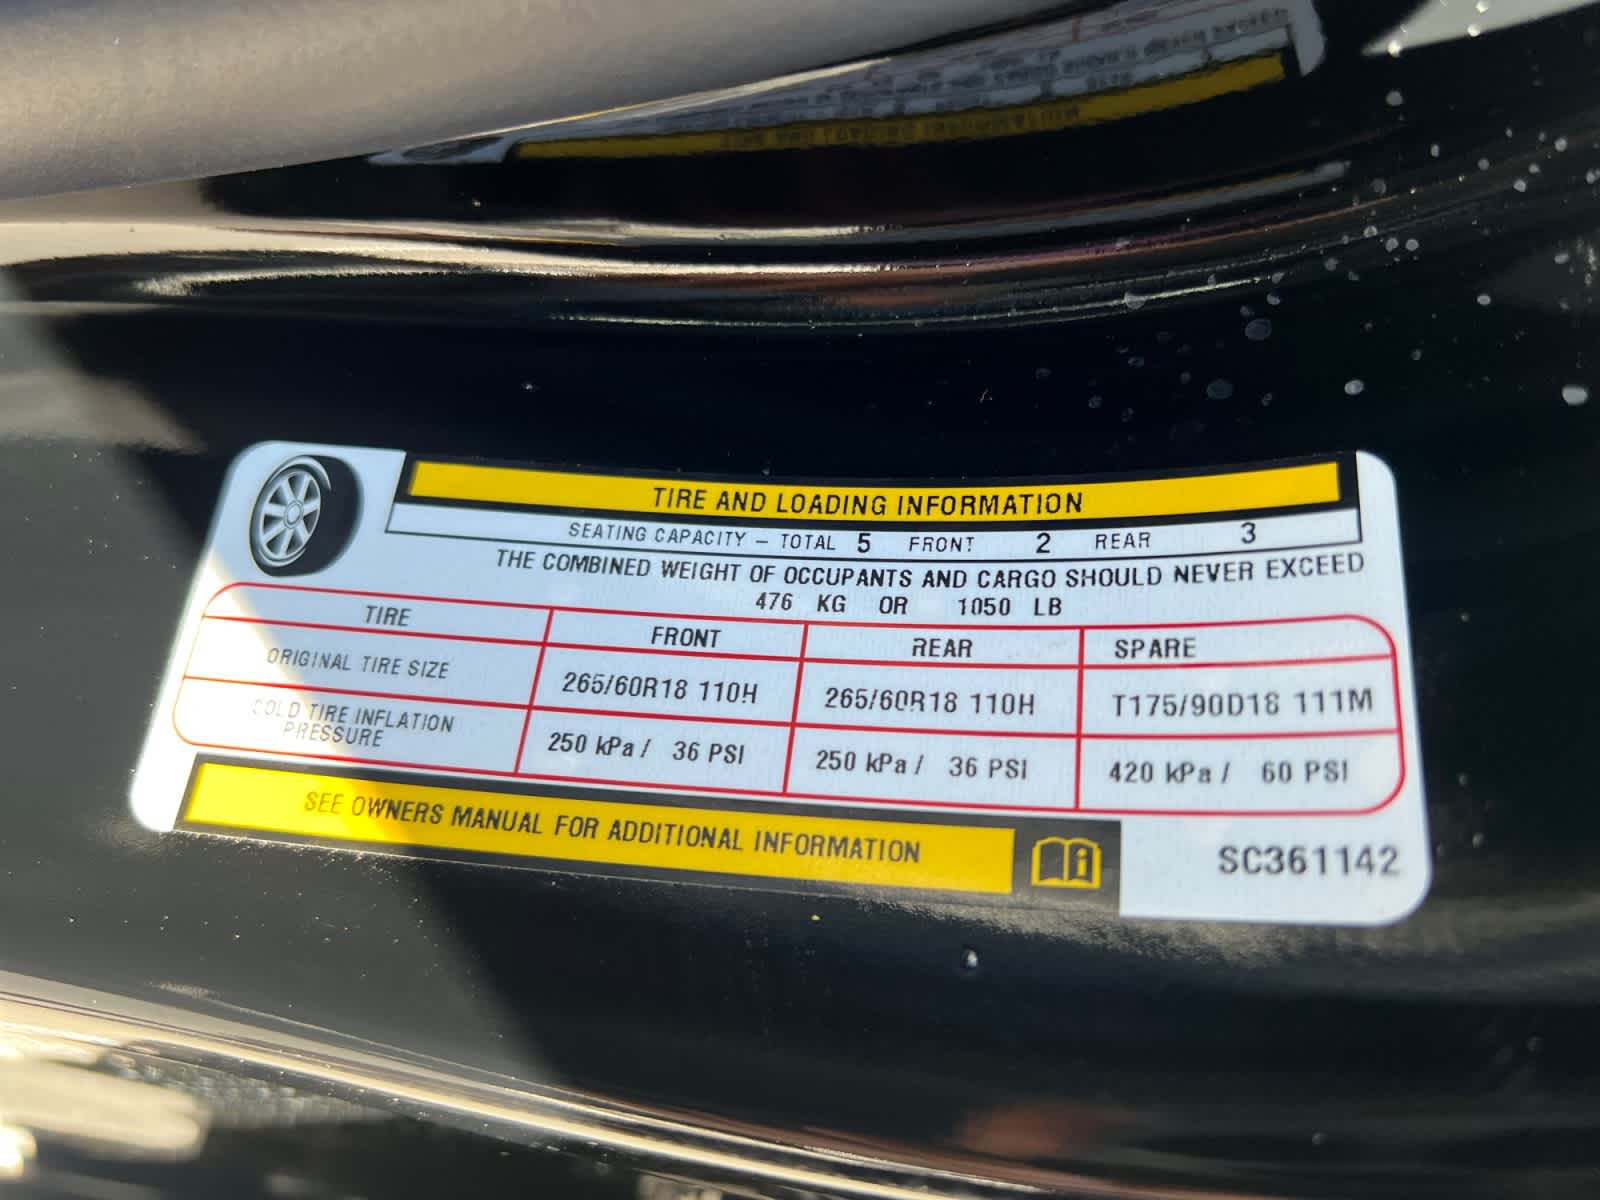 TIRE AND LOADING INFORMATION
SEATING CAPACITY – TOTAL 5 FRONT 2 REAR 3
THE COMBINED WEIGHT OF OCCUPANTS AND CARGO SHOULD NEVER EXCEED
476 KG OR 1050 LB
TIRE FRONT REAR SPARE
ORIGINAL TIRE SIZE 265/60R18 110H 265/60R18 110H T175/90D18 111M
COLD TIRE INFLATION
PRESSURE 250 kPa / 36 PSI 250 kPa / 36 PSI 420 kPa / 60 PSI
SEE OWNERS MANUAL FOR ADDITIONAL INFORMATION
SC361142